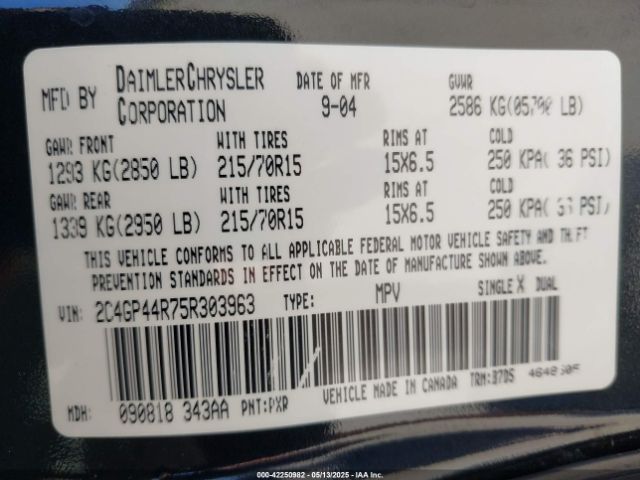 MFD BY DAIMLERCHRYSLER CORPORATION DATE OF MFR 9-04 GVWR 2586 KG(05700 LB)
GAWR FRONT WITH TIRES RIMS AT COLD
1293 KG(2850 LB) 215/70R15 15X6.5 250 KPA( 36 PSI)
GAWR REAR WITH TIRES RIMS AT COLD
1339 KG(2950 LB) 215/70R15 15X6.5 250 KPA( 36 PSI)
THIS VEHICLE CONFORMS TO ALL APPLICABLE FEDERAL MOTOR VEHICLE SAFETY AND THEFT
PREVENTION STANDARDS IN EFFECT ON THE DATE OF MANUFACTURE SHOWN ABOVE.
VIN: 2C4GP44R75R303963 TYPE: MPV SINGLE X DUAL
MDH: 090818 343AA PNT: PXR VEHICLE MADE IN CANADA TRM: B7D5
000-42250982 - 05/13/2025 - IAA Inc.